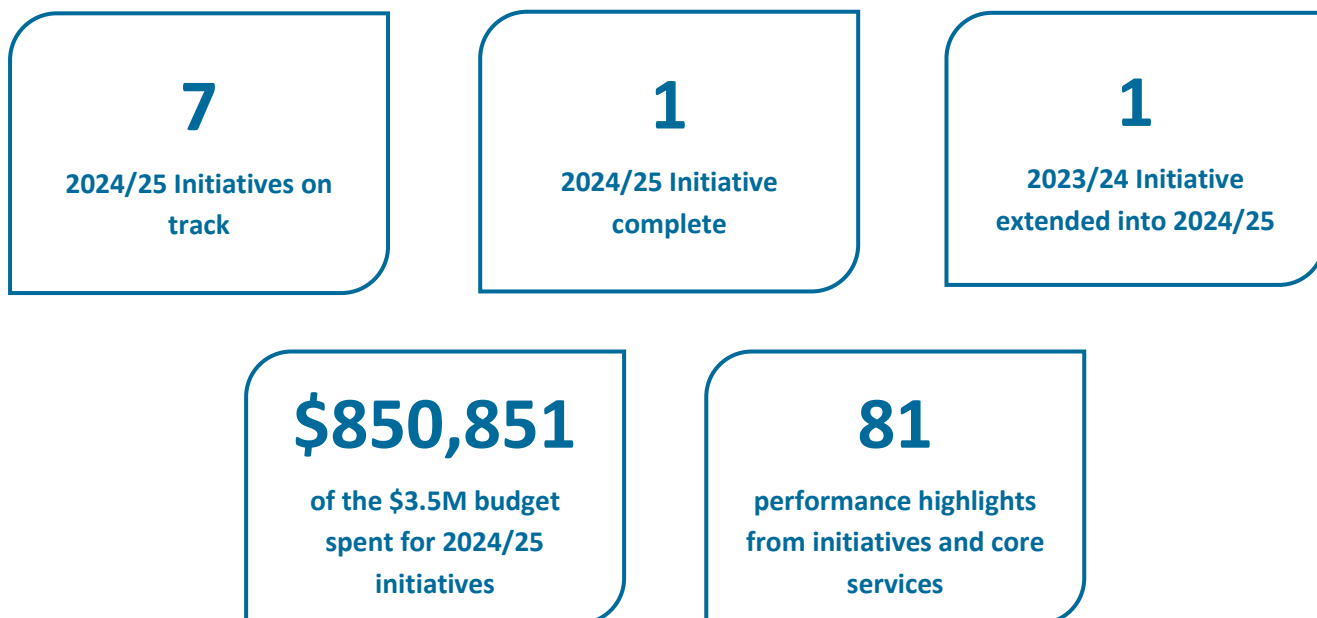 7
2024/25 Initiatives on
track
1
2024/25 Initiative
complete
1
2023/24 Initiative
extended into 2024/25
$850,851
of the $3.5M budget
spent for 2024/25
initiatives
81
performance highlights
from initiatives and core
services